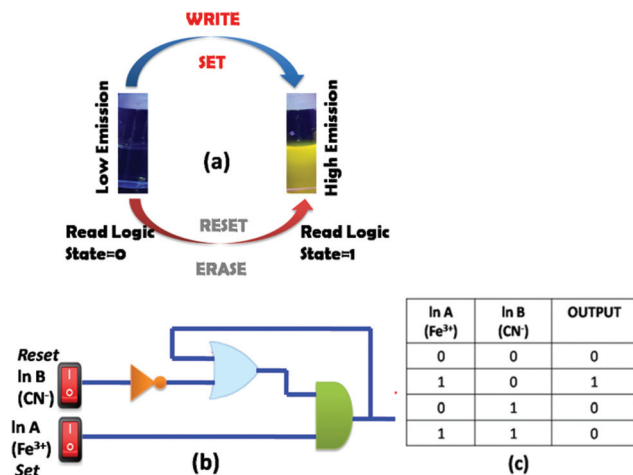 WRITE
SET
Low Emission
(a)
High Emission
Read Logic
State=0
RESET
ERASE
Read Logic
State=1
Reset
In B
(CN⁻)
In A
(Fe³⁺)
Set
(b)
In A
(Fe³⁺)
In B
(CN⁻)
OUTPUT
0 0 0
1 0 1
0 1 0
1 1 0
(c)